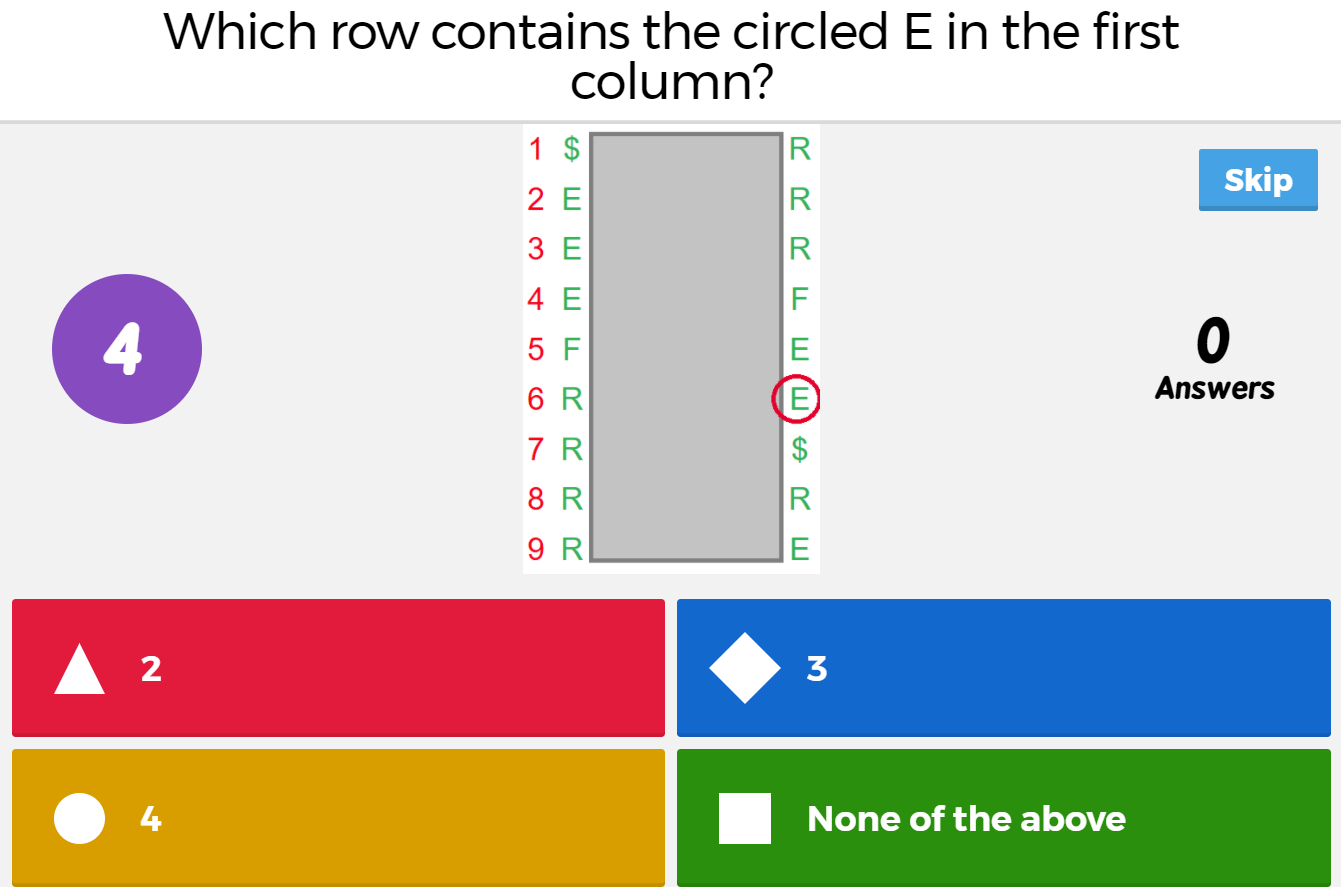 Which row contains the circled E in the first
column?
1 $ R
2 E R
3 E R
4 E F
5 F E
6 R E
7 R $
8 R R
9 R E
Skip
4
0
Answers
2
3
4
None of the above